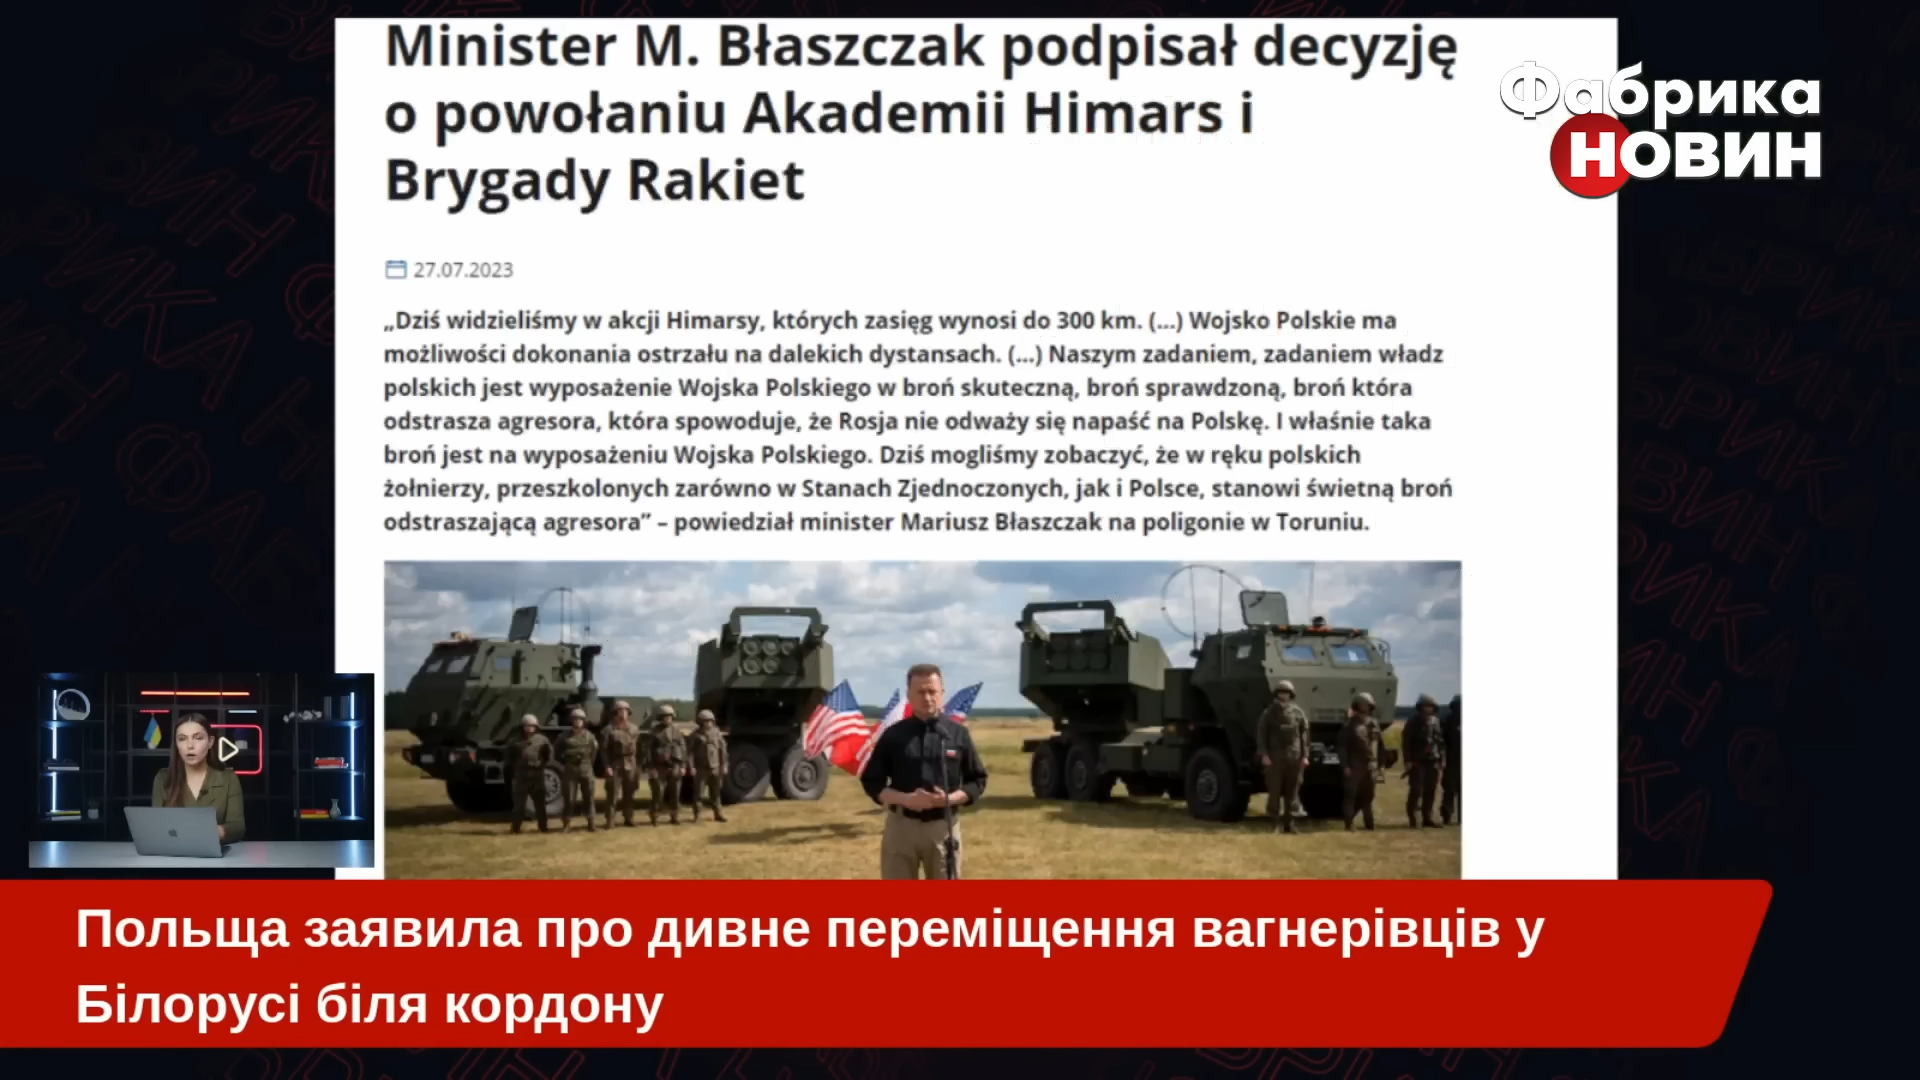 Minister M. Błaszczak podpisał decyzję
o powołaniu Akademii Himars i
Brygady Rakiet
27.07.2023
„Dziś widzieliśmy w akcji Himarsy, których zasięg wynosi do 300 km. (...) Wojsko Polskie ma
możliwości dokonania ostrzału na dalekich dystansach. (...) Naszym zadaniem, zadaniem władz
polskich jest wyposażenie Wojska Polskiego w broń skuteczną, broń sprawdzoną, broń która
odstrasza agresora, która spowoduje, że Rosja nie odważy się napaść na Polskę. I właśnie taka
broń jest na wyposażeniu Wojska Polskiego. Dziś mogliśmy zobaczyć, że w ręku polskich
żołnierzy, przeszkolonych zarówno w Stanach Zjednoczonych, jak i Polsce, stanowi świetną broń
odstraszającą agresora” – powiedział minister Mariusz Błaszczak na poligonie w Toruniu.
Фабрика
новин
Польща заявила про дивне переміщення вагнерівців у
Білорусі біля кордону